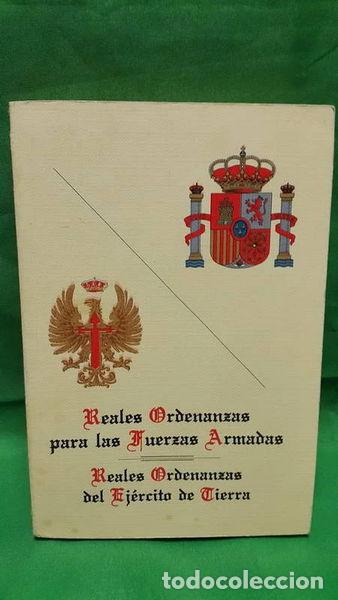 Reales Ordenanzas
para las Fuerzas Armadas
Reales Ordenanzas
del Ejército de Tierra
todocoleccion